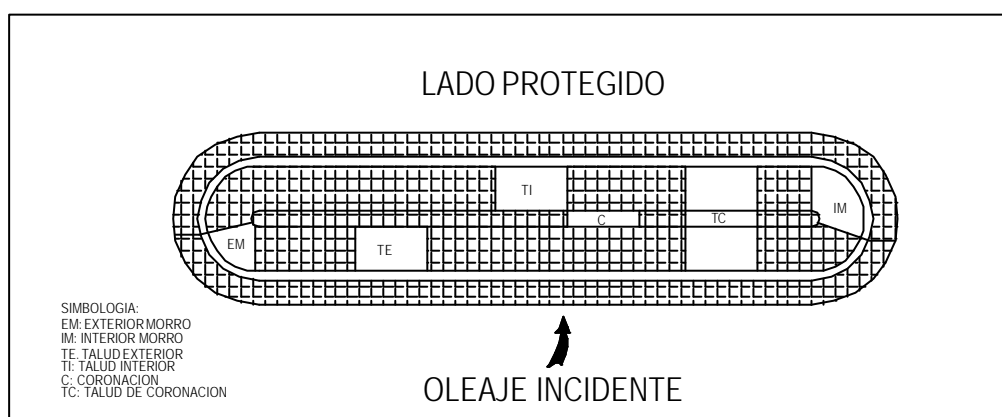 LADO PROTEGIDO
TI
IM
C
TC
EM
TE
SIMBOLOGIA:
EM: EXTERIOR MORRO
IM: INTERIOR MORRO
TE. TALUD EXTERIOR
TI: TALUD INTERIOR
C: CORONACION
TC: TALUD DE CORONACION
OLEAJE INCIDENTE